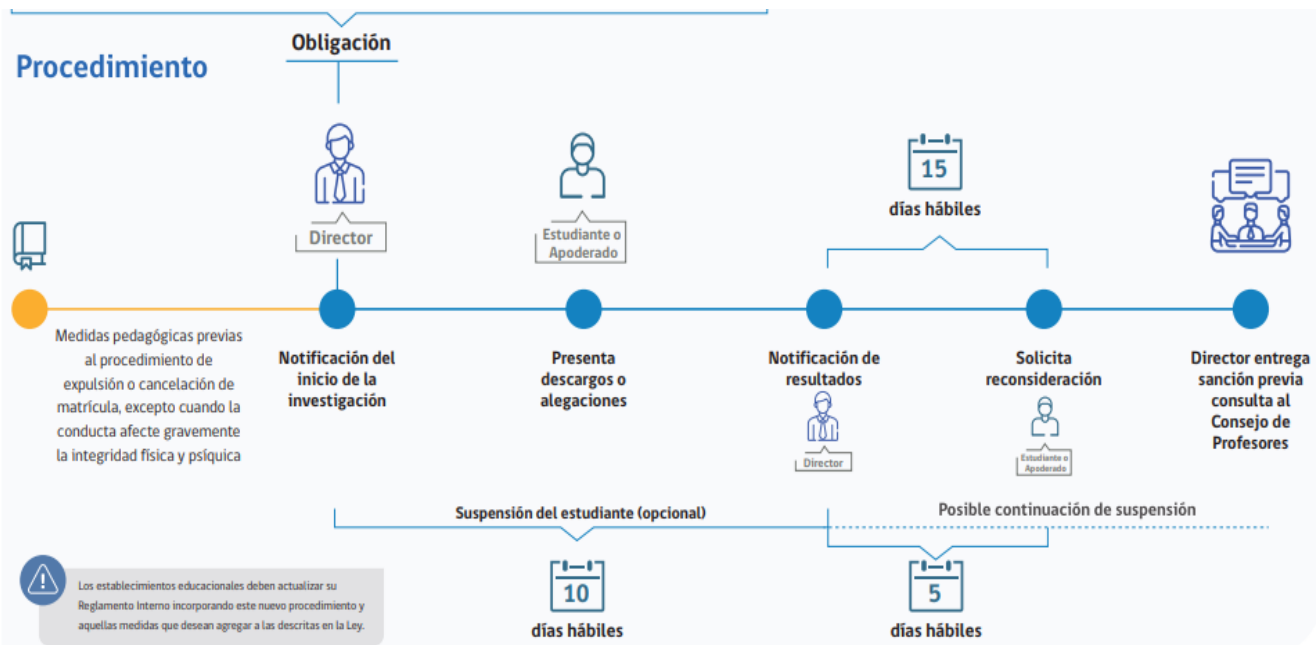 Procedimiento
Obligación
Director
Estudiante o
Apoderado
15
días hábiles
Medidas pedagógicas previas
al procedimiento de
expulsión o cancelación de
matrícula, excepto cuando la
conducta afecte gravemente
la integridad física y psíquica
Notificación del
inicio de la
investigación
Presenta
descargos o
alegaciones
Notificación de
resultados
Director
Solicita
reconsideración
Estudiante o
Apoderado
Director entrega
sanción previa
consulta al
Consejo de
Profesores
Suspensión del estudiante (opcional)
Posible continuación de suspensión
10
días hábiles
5
días hábiles
Los establecimientos educacionales deben actualizar su
Reglamento Interno incorporando este nuevo procedimiento y
aquellas medidas que desean agregar a las descritas en la Ley.